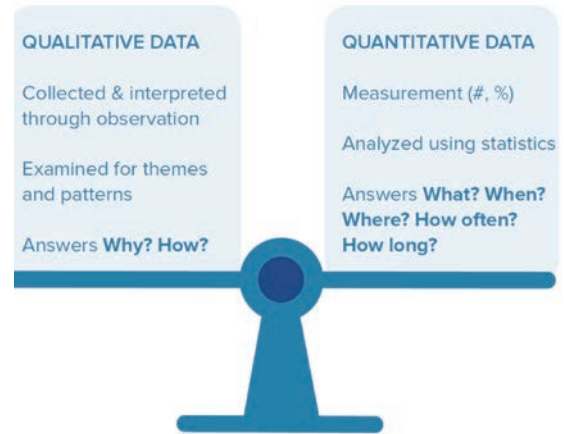 QUALITATIVE DATA
Collected & interpreted
through observation
Examined for themes
and patterns
Answers Why? How?
QUANTITATIVE DATA
Measurement (#, %)
Analyzed using statistics
Answers What? When?
Where? How often?
How long?